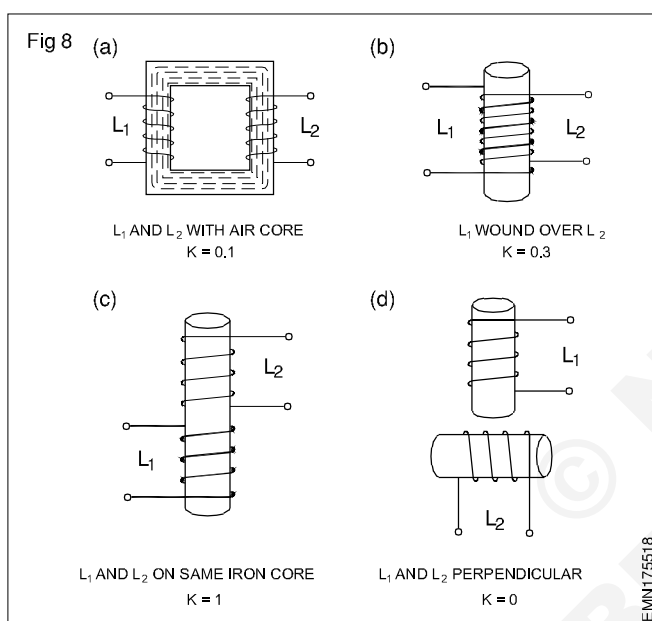 Fig 8
(a)
L₁
L₂
L₁ AND L₂ WITH AIR CORE
K = 0.1
(b)
L₁
L₂
L₁ WOUND OVER L₂
K = 0.3
(c)
L₂
L₁
L₁ AND L₂ ON SAME IRON CORE
K = 1
(d)
L₁
L₂
L₁ AND L₂ PERPENDICULAR
K = 0
EMN175518
©